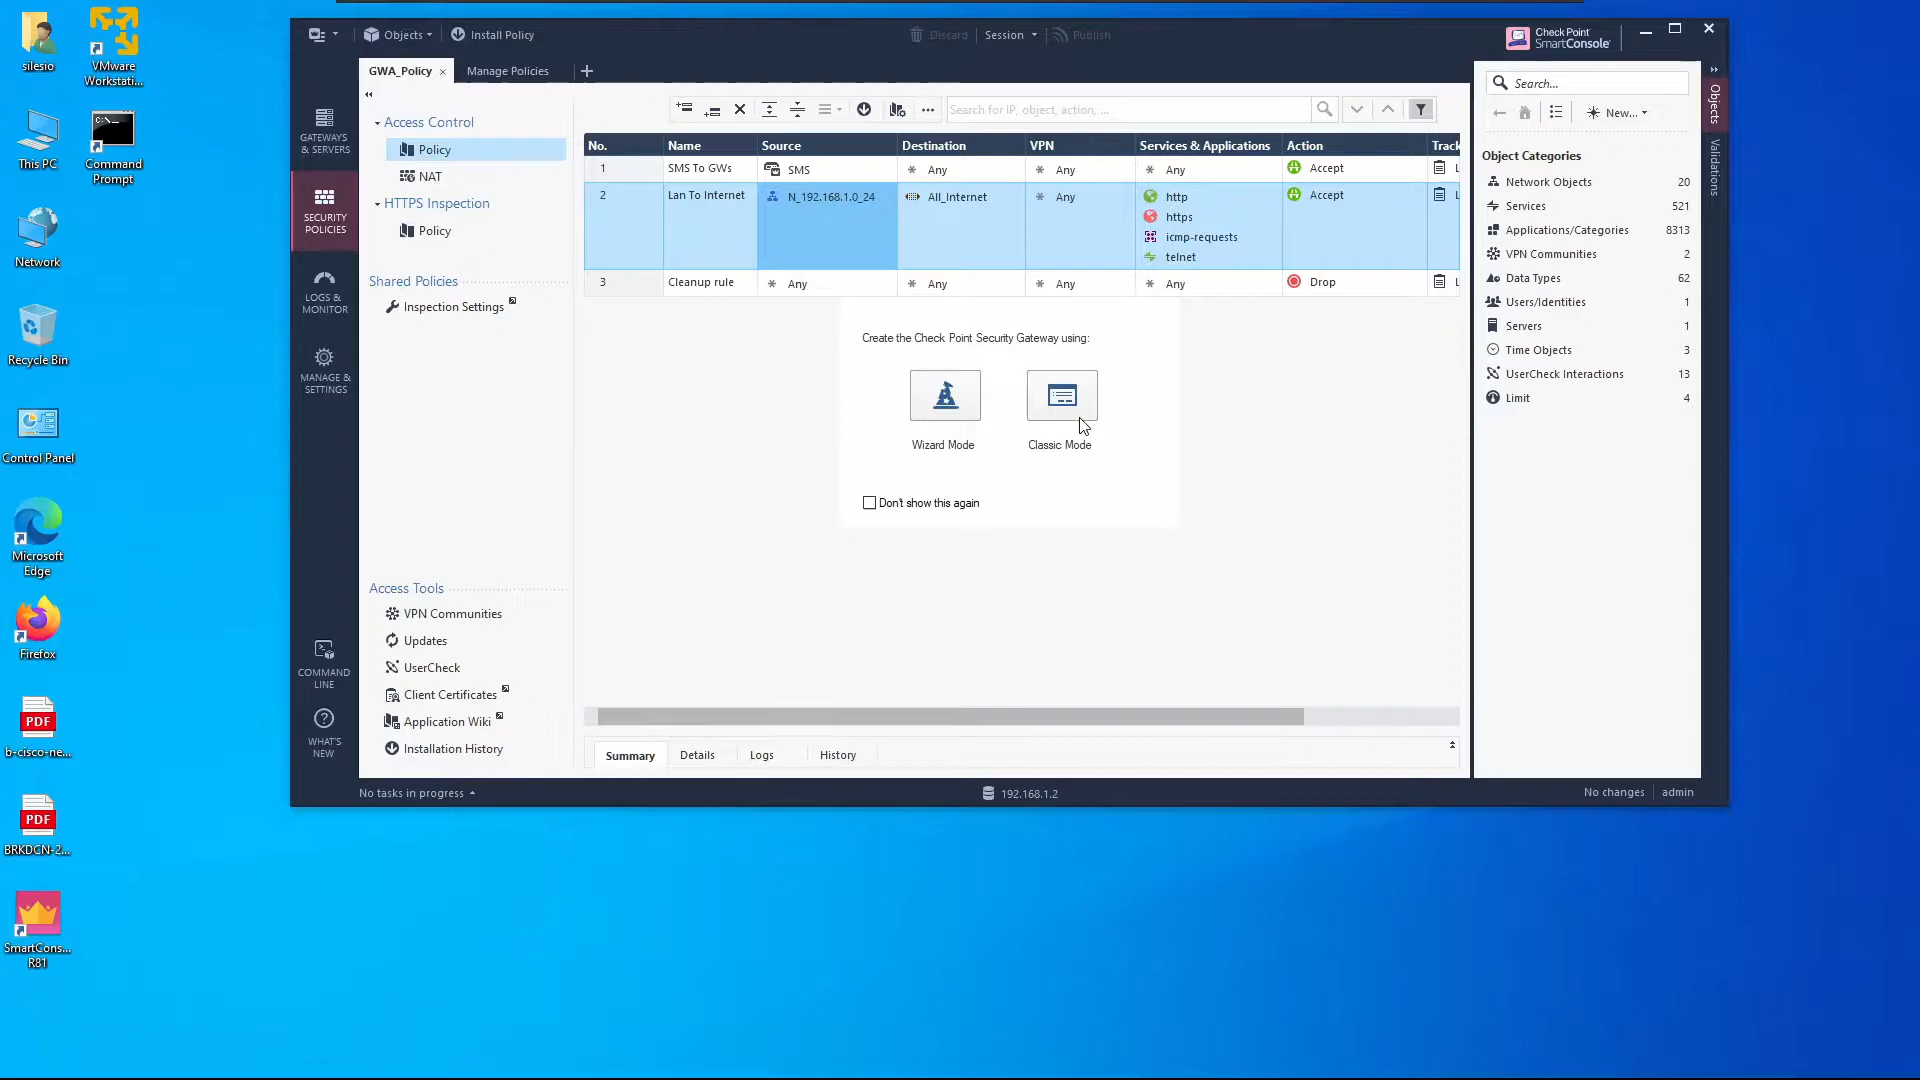 silesio
VMware
Workstati...
This PC
Command
Prompt
Network
Recycle Bin
Control Panel
Microsoft
Edge
Firefox
PDF
b-cisco-ne...
PDF
BRKDCN-2...
SmartCons...
R81
Objects
Install Policy
Discard
Session
Publish
Check Point
SmartConsole
GWA_Policy
Manage Policies
GATEWAYS
& SERVERS
SECURITY
POLICIES
LOGS &
MONITOR
MANAGE &
SETTINGS
COMMAND
LINE
WHAT'S
NEW
Access Control
Policy
NAT
HTTPS Inspection
Policy
Shared Policies
Inspection Settings
Access Tools
VPN Communities
Updates
UserCheck
Client Certificates
Application Wiki
Installation History
Search for IP, object, action, ...
No. Name Source Destination VPN Services & Applications Action Track
1 SMS To GWs SMS * Any * Any * Any Accept L
2 Lan To Internet N_192.168.1.0_24 All_Internet * Any http Accept L
https
icmp-requests
telnet
3 Cleanup rule * Any * Any * Any * Any Drop L
Create the Check Point Security Gateway using:
Wizard Mode
Classic Mode
Don't show this again
Summary
Details
Logs
History
Search...
New...
Object Categories
Network Objects 20
Services 521
Applications/Categories 8313
VPN Communities 2
Data Types 62
Users/Identities 1
Servers 1
Time Objects 3
UserCheck Interactions 13
Limit 4
Objects
Validations
No tasks in progress
192.168.1.2
No changes
admin